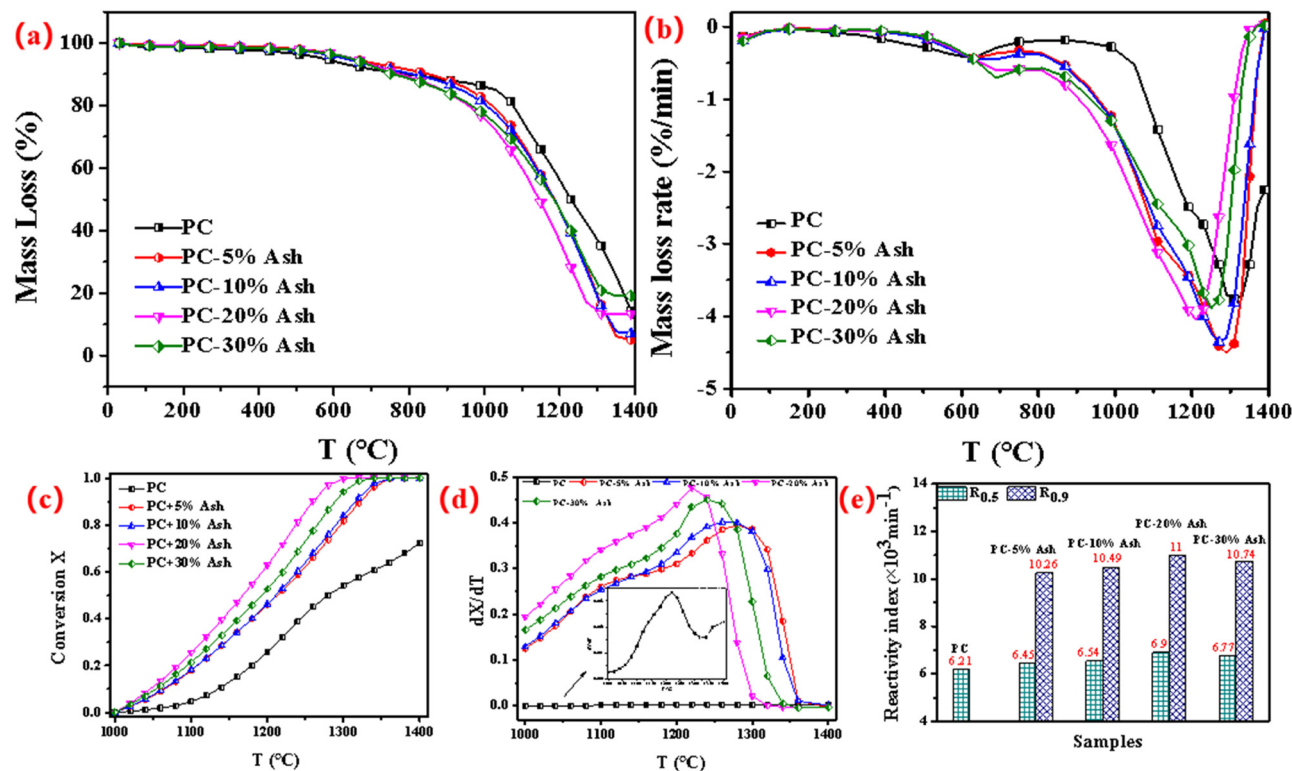 (a)
Mass Loss (%)
100
80
60
40
20
0
PC
PC-5% Ash
PC-10% Ash
PC-20% Ash
PC-30% Ash
0 200 400 600 800 1000 1200 1400
T (°C)
(b)
Mass loss rate (%/min)
0
-1
-2
-3
-4
-5
PC
PC-5% Ash
PC-10% Ash
PC-20% Ash
PC-30% Ash
0 200 400 600 800 1000 1200 1400
T (°C)
(c)
Conversion X
1.0
0.8
0.6
0.4
0.2
0.0
PC
PC+5% Ash
PC+10% Ash
PC+20% Ash
PC+30% Ash
1000 1100 1200 1300 1400
T (°C)
(d)
dX/dT
0.5
0.4
0.3
0.2
0.1
0.0
PC PC-5% Ash PC-10% Ash PC-20% Ash
PC-30% Ash
1000 1100 1200 1300 1400
T (°C)
(e)
Reactivity index (×10³min⁻¹)
14
12
10
8
6
4
R0.5 R0.9
PC
6.21
PC-5% Ash
6.45
10.26
PC-10% Ash
6.54
10.49
PC-20% Ash
6.9
11
PC-30% Ash
6.77
10.74
Samples